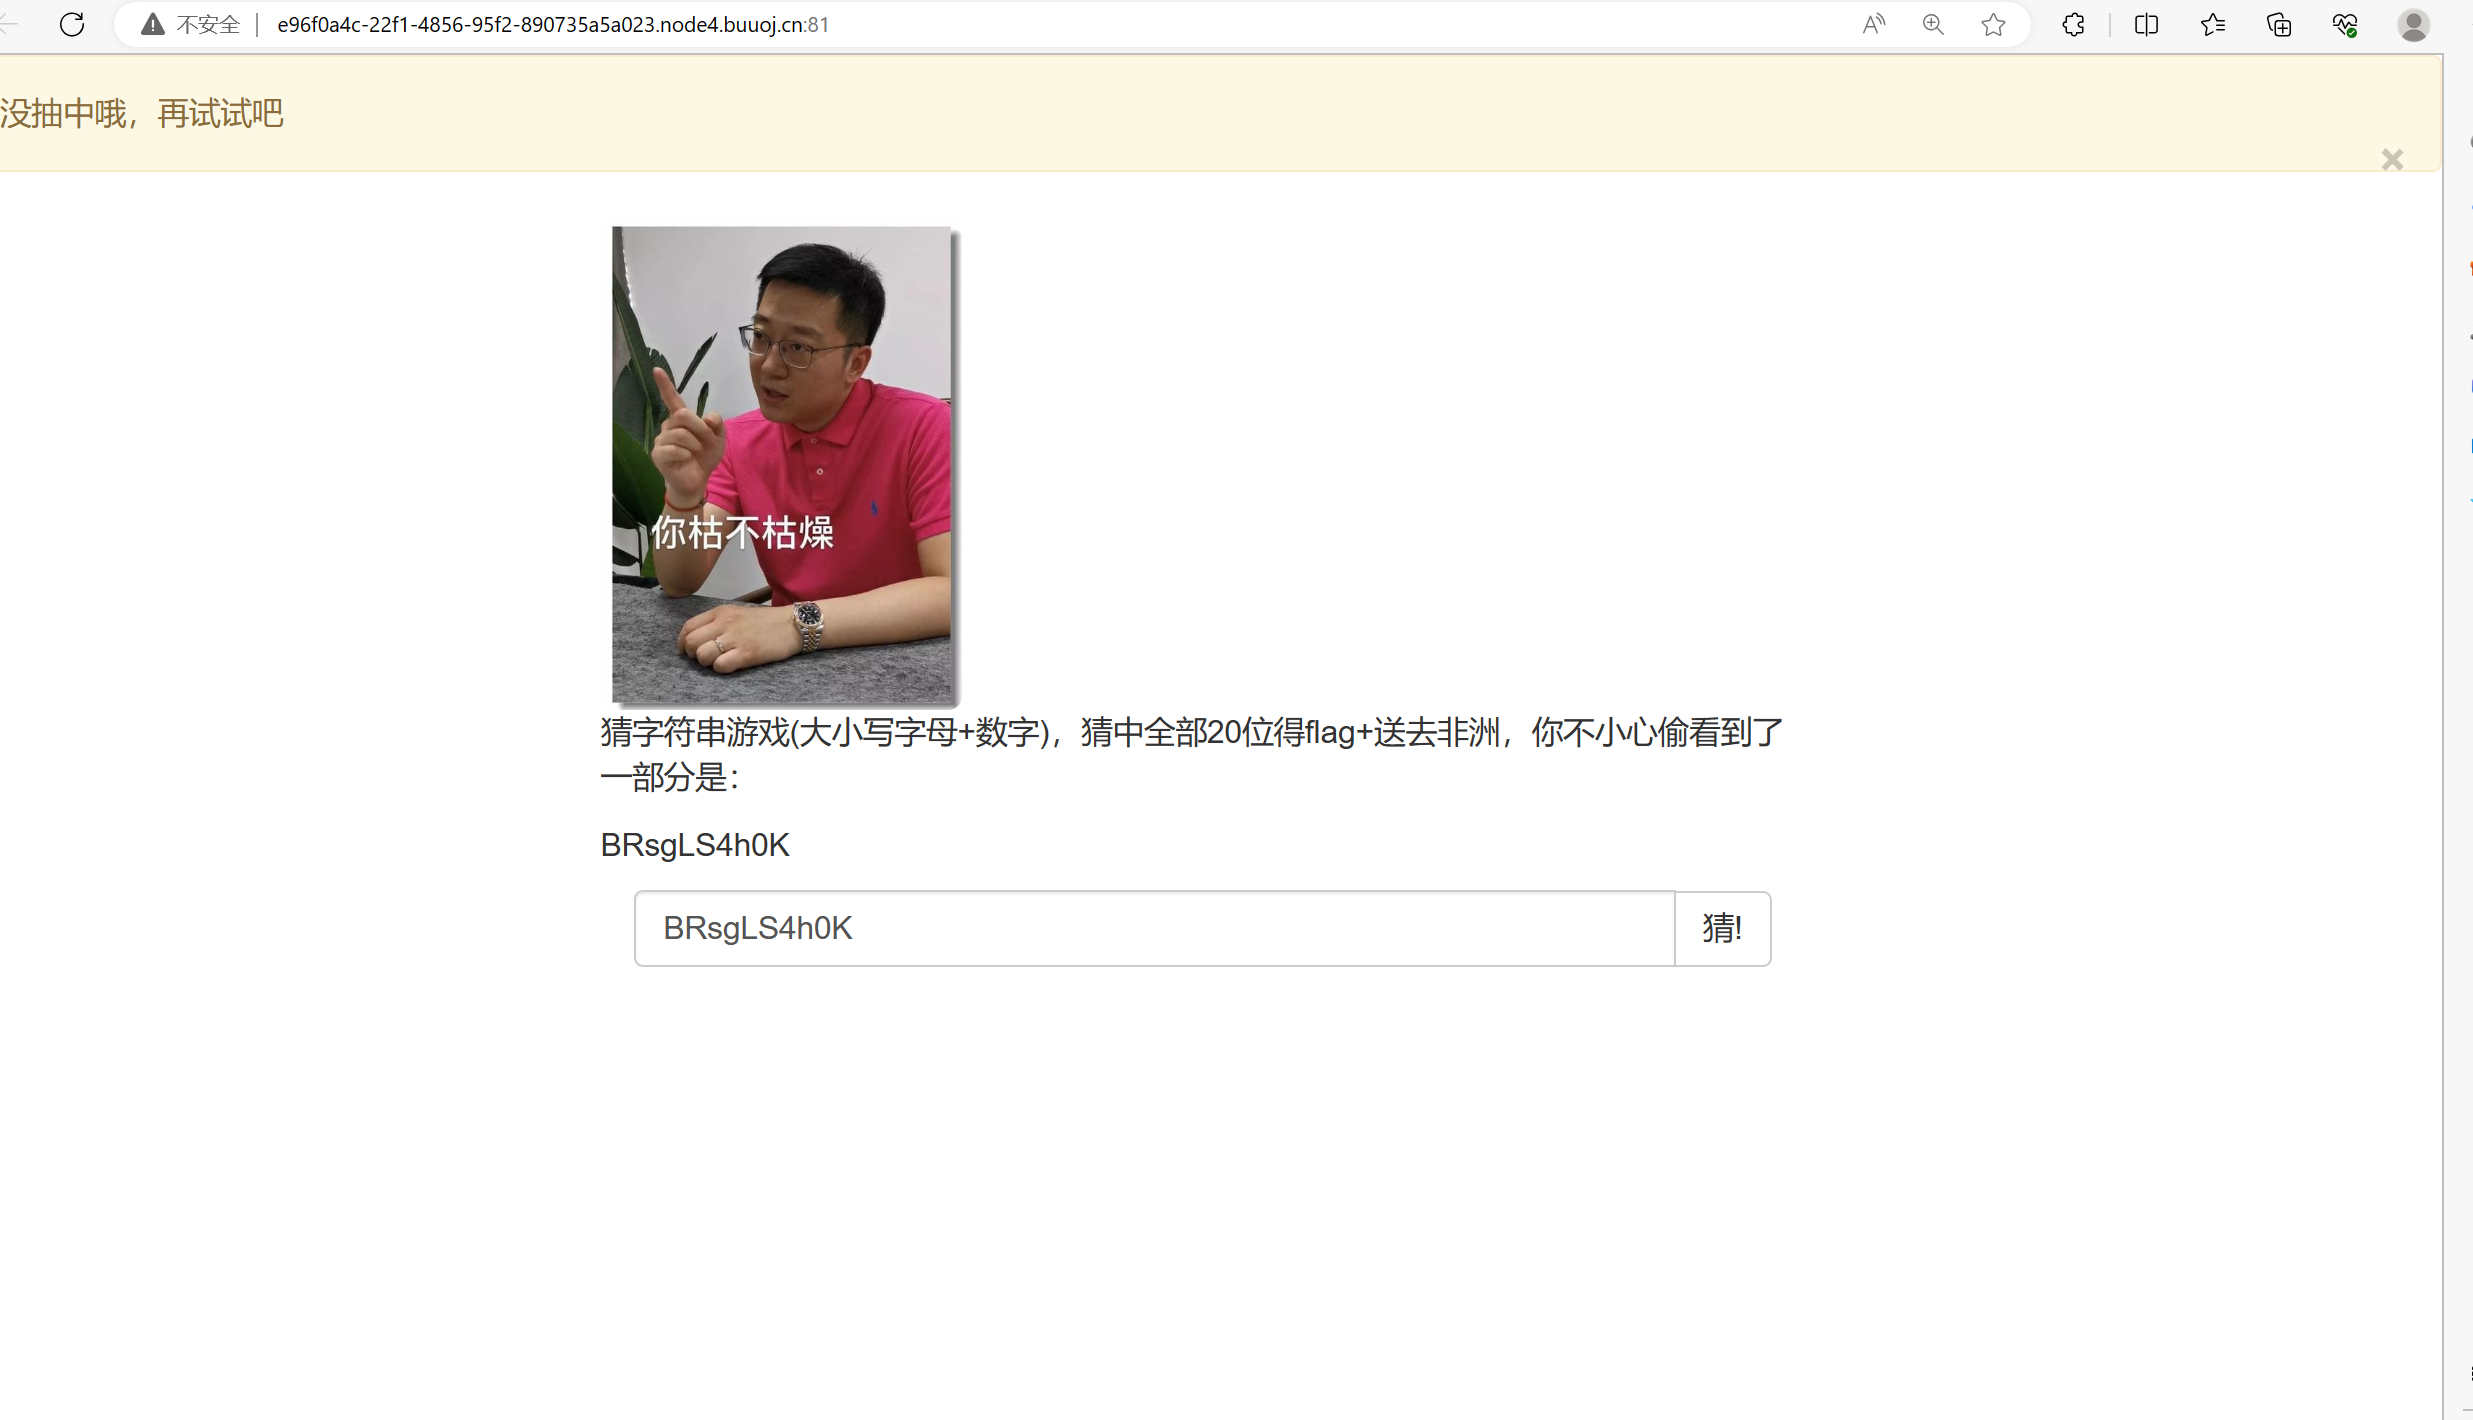 不安全 | e96f0a4c-22f1-4856-95f2-890735a5a023.node4.buuoj.cn:81
没抽中哦，再试试吧
×
你枯不枯燥
猜字符串游戏(大小写字母+数字)，猜中全部20位得flag+送去非洲，你不小心偷看到了
一部分是：
BRsgLS4h0K
BRsgLS4h0K 猜!